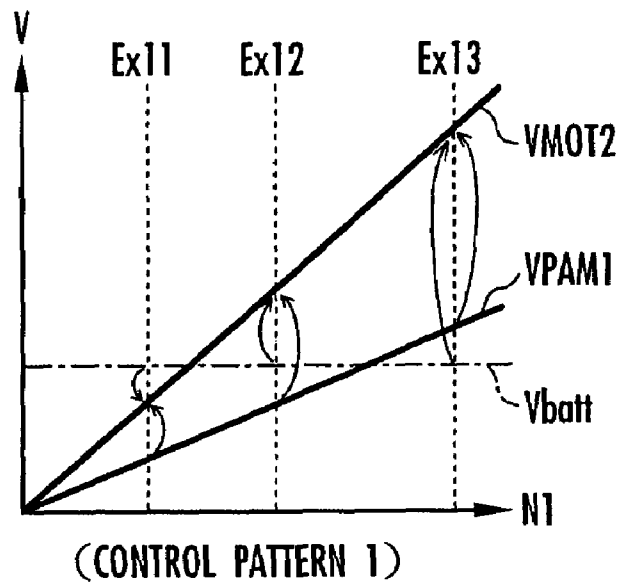 V
Ex11 Ex12 Ex13
VMOT2
VPAM1
Vbatt
N1
(CONTROL PATTERN 1)